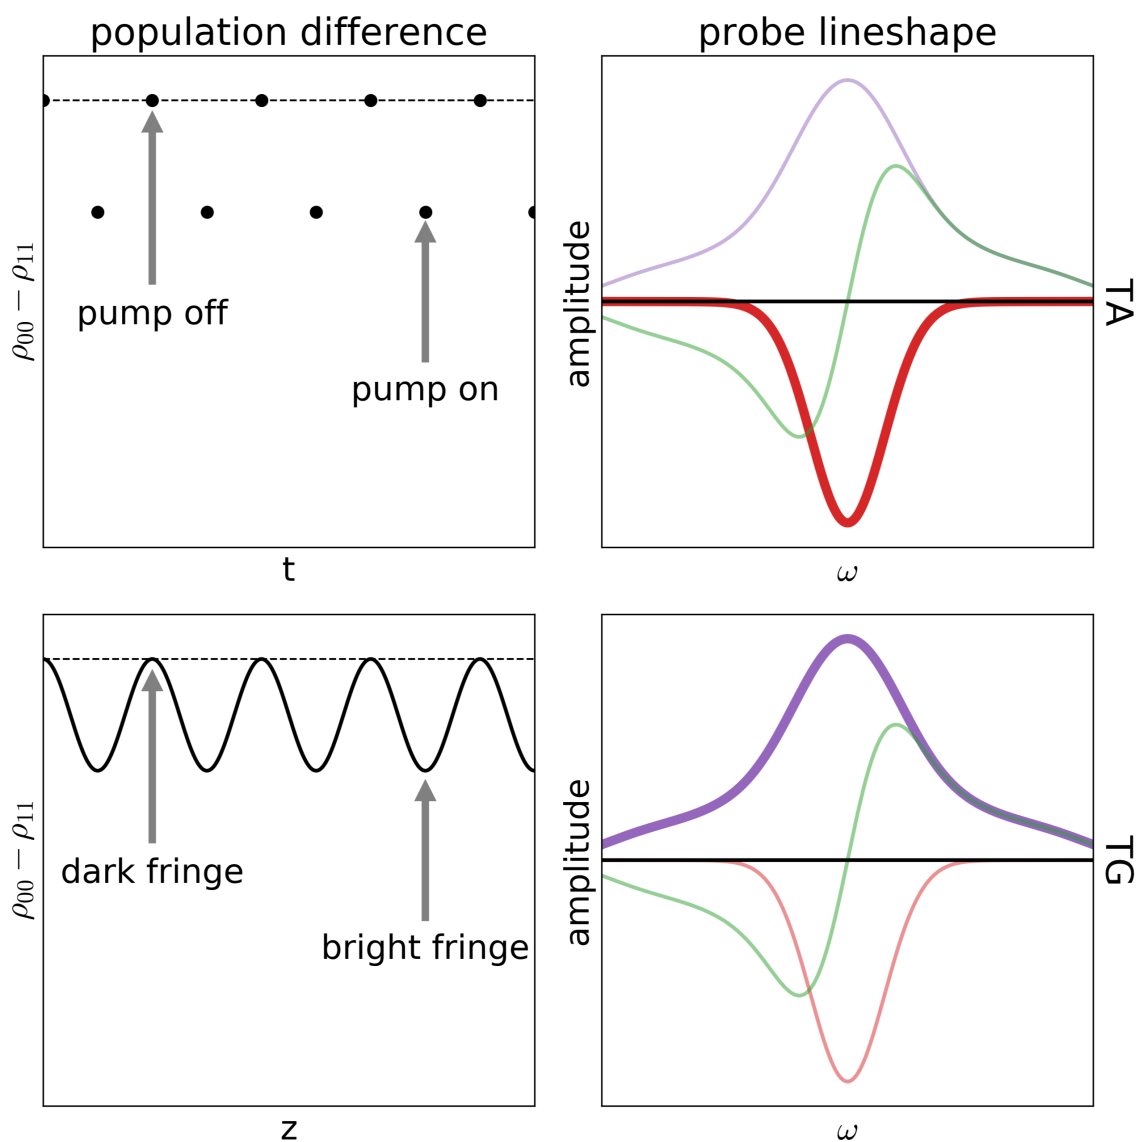 population difference
probe lineshape
ρ00 − ρ11
pump off
pump on
t
amplitude
ω
TA
ρ00 − ρ11
dark fringe
bright fringe
z
amplitude
ω
TG